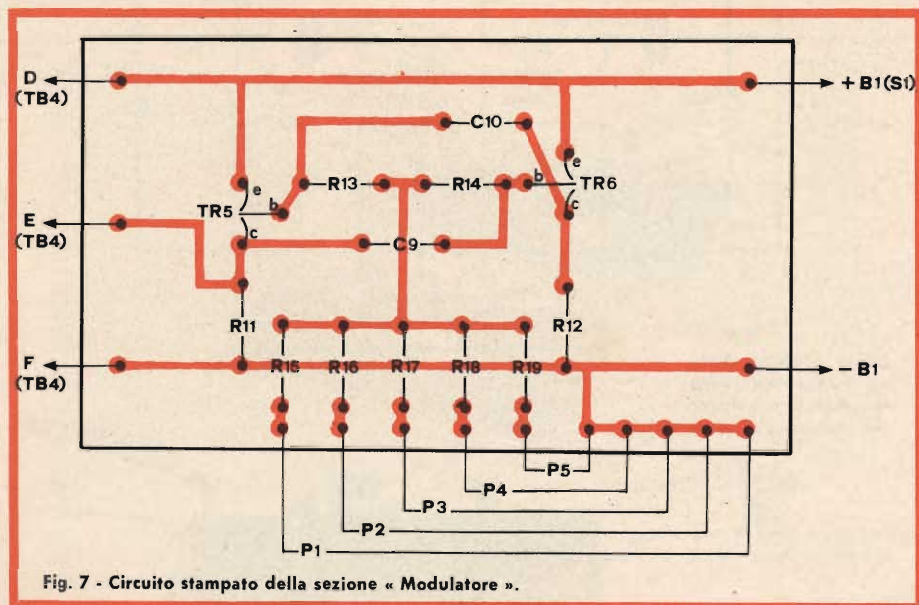 D
(TB4)
+ B1(S1)
C10
e
e
R13
R14
b
TR6
TR5
b
c
E
(TB4)
c
C9
R11
R12
F
(TB4)
R15
R16
R17
R18
R19
- B1
P5
P4
P3
P2
P1
Fig. 7 - Circuito stampato della sezione « Modulatore ».